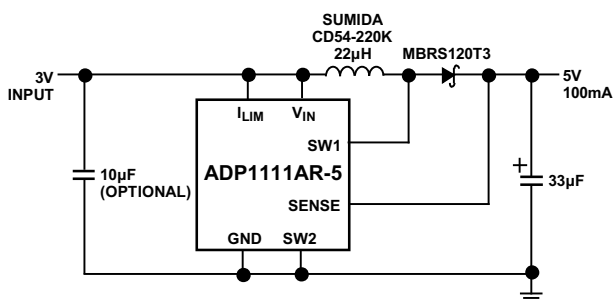 SUMIDA
CD54-220K
22µH
MBRS120T3
3V
INPUT
5V
100mA
ILIM
VIN
SW1
10µF
(OPTIONAL)
ADP1111AR-5
+
33µF
SENSE
GND
SW2